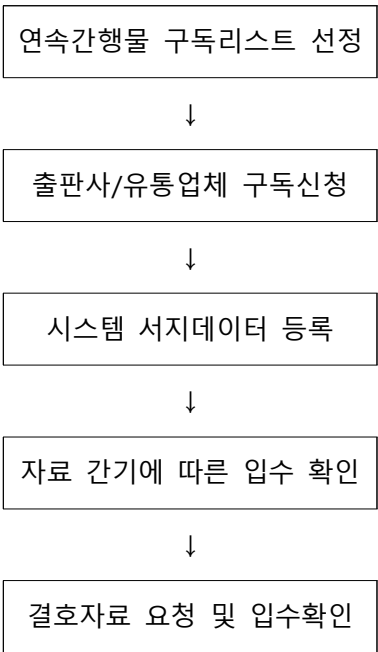 연속간행물 구독리스트 선정
↓
출판사/유통업체 구독신청
↓
시스템 서지데이터 등록
↓
자료 간기에 따른 입수 확인
↓
결호자료 요청 및 입수확인